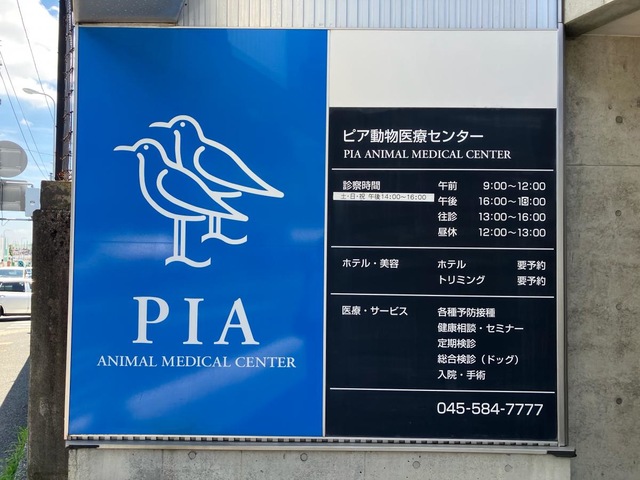 PIA
ANIMAL MEDICAL CENTER
ピア動物医療センター
PIA ANIMAL MEDICAL CENTER
診察時間 午前 9:00〜12:00
土・日・祝 午後14:00〜16:00 午後
往診 13:00〜16:00
昼休 12:00〜13:00
ホテル・美容 ホテル 要予約
トリミング 要予約
医療・サービス 各種予防接種
健康相談・セミナー
定期検診
総合検診（ドッグ）
入院・手術
045-584-7777